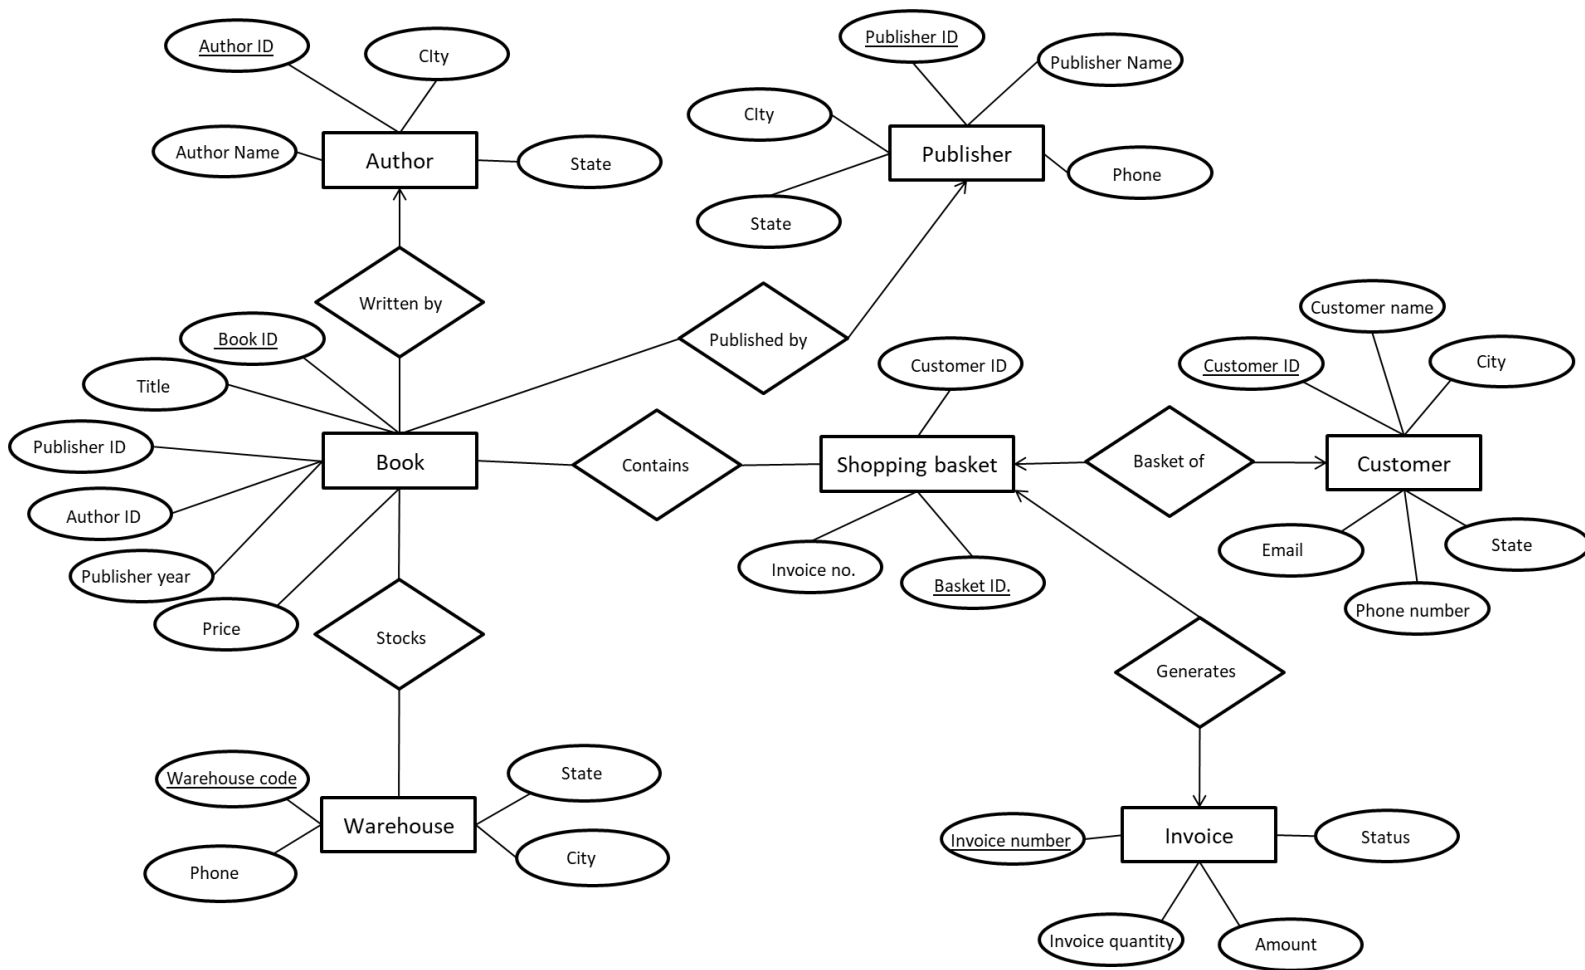 Author ID
CIty
Author Name
Author
State
Publisher ID
Publisher Name
CIty
Publisher
Phone
State
Written by
Published by
Book ID
Title
Publisher ID
Book
Author ID
Publisher year
Price
Contains
Customer ID
Shopping basket
Invoice no.
Basket ID.
Basket of
Customer name
Customer ID
City
Customer
Email
State
Phone number
Stocks
Generates
Warehouse code
State
Warehouse
Phone
City
Invoice number
Invoice
Status
Invoice quantity
Amount